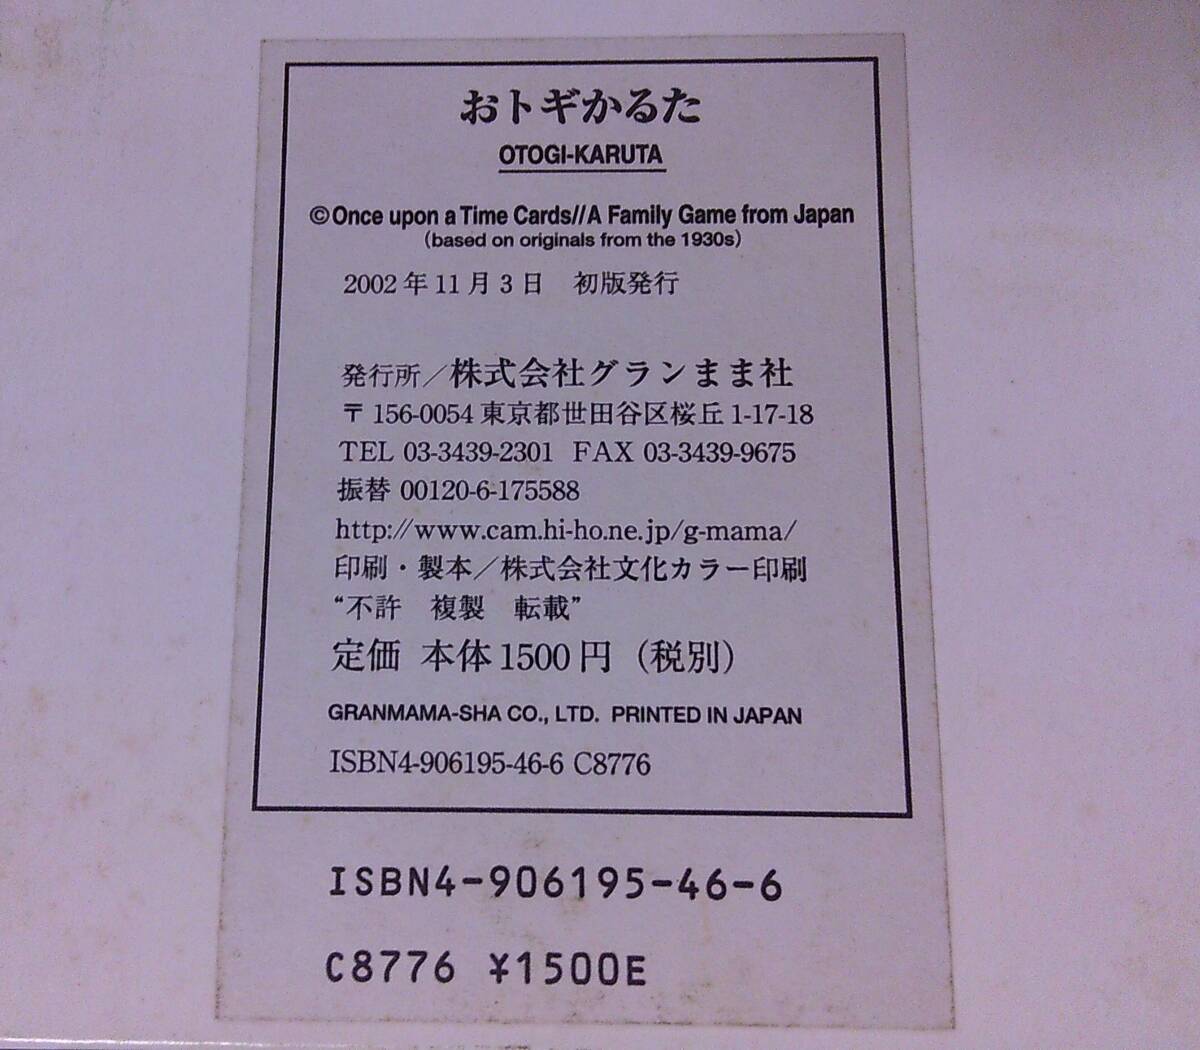 おトギかるた
OTOGI-KARUTA
©Once upon a Time Cards//A Family Game from Japan
(based on originals from the 1930s)
2002年11月3日 初版発行
発行所／株式会社グランまま社
〒156-0054 東京都世田谷区桜丘1-17-18
TEL 03-3439-2301 FAX 03-3439-9675
振替 00120-6-175588
http://www.cam.hi-ho.ne.jp/g-mama/
印刷・製本／株式会社文化カラー印刷
“不許 複製 転載”
定価 本体1500円（税別）
GRANMAMA-SHA CO., LTD. PRINTED IN JAPAN
ISBN4-906195-46-6 C8776
ISBN4-906195-46-6
C8776 ¥1500E